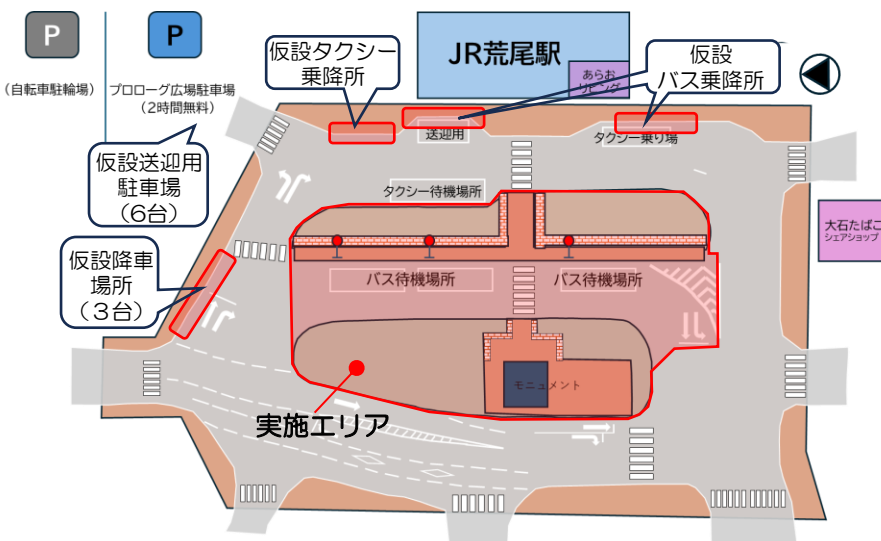 P
P
(自転車駐輪場)
プロローグ広場駐車場
(2時間無料)
仮設タクシー
乗降所
JR荒尾駅
あらお
リビング
仮設
バス乗降所
送迎用
タクシー乗り場
仮設送迎用
駐車場
(6台)
タクシー待機場所
大石たばこ
シェアショップ
仮設降車
場所
(3台)
バス待機場所
バス待機場所
モニュメント
実施エリア